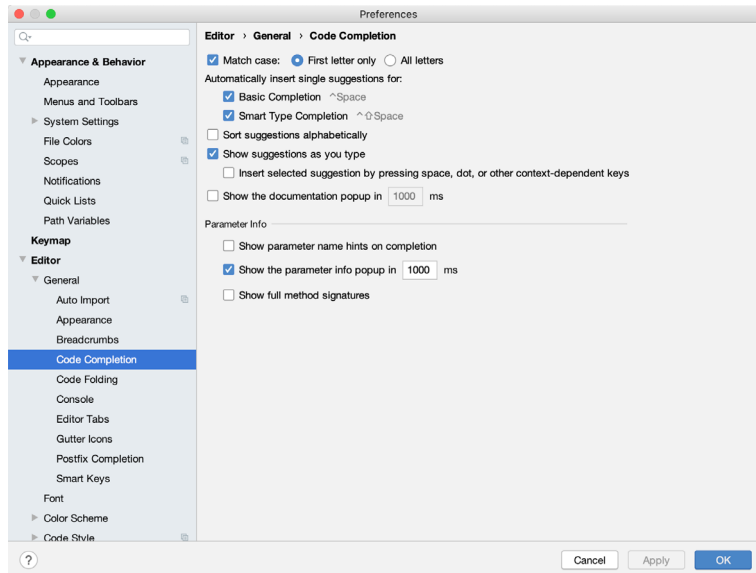 Preferences
Appearance & Behavior
Appearance
Menus and Toolbars
System Settings
File Colors
Scopes
Notifications
Quick Lists
Path Variables
Keymap
Editor
General
Auto Import
Appearance
Breadcrumbs
Code Completion
Code Folding
Console
Editor Tabs
Gutter Icons
Postfix Completion
Smart Keys
Font
Color Scheme
Code Style
Editor › General › Code Completion
Match case: First letter only All letters
Automatically insert single suggestions for:
Basic Completion ^Space
Smart Type Completion ^⇧Space
Sort suggestions alphabetically
Show suggestions as you type
Insert selected suggestion by pressing space, dot, or other context-dependent keys
Show the documentation popup in 1000 ms
Parameter Info
Show parameter name hints on completion
Show the parameter info popup in 1000 ms
Show full method signatures
? Cancel Apply OK